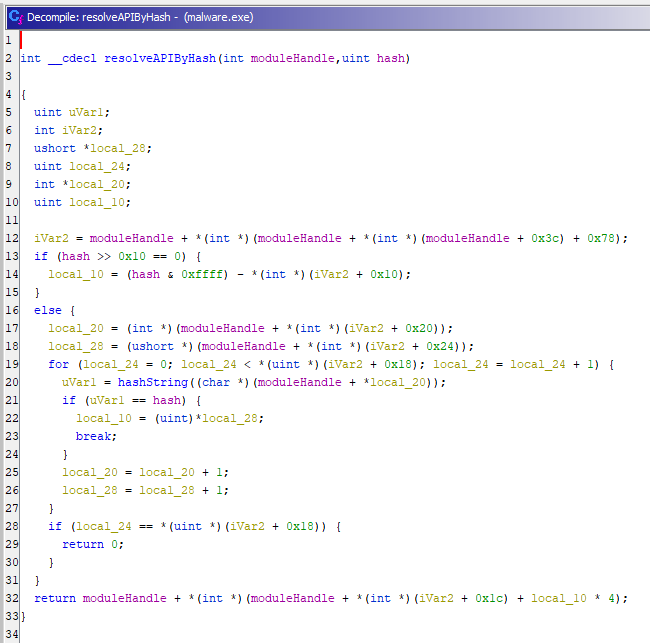 Decompile: resolveAPIByHash - (malware.exe)
1
2 int __cdecl resolveAPIByHash(int moduleHandle,uint hash)
3
4 {
5   uint uVar1;
6   int iVar2;
7   ushort *local_28;
8   uint local_24;
9   int *local_20;
10   uint local_10;
11
12   iVar2 = moduleHandle + *(int *)(moduleHandle + *(int *)(moduleHandle + 0x3c) + 0x78);
13   if (hash >> 0x10 == 0) {
14     local_10 = (hash & 0xffff) - *(int *)(iVar2 + 0x10);
15   }
16   else {
17     local_20 = (int *)(moduleHandle + *(int *)(iVar2 + 0x20));
18     local_28 = (ushort *)(moduleHandle + *(int *)(iVar2 + 0x24));
19     for (local_24 = 0; local_24 < *(uint *)(iVar2 + 0x18); local_24 = local_24 + 1) {
20       uVar1 = hashString((char *)(moduleHandle + *local_20));
21       if (uVar1 == hash) {
22         local_10 = (uint)*local_28;
23         break;
24       }
25       local_20 = local_20 + 1;
26       local_28 = local_28 + 1;
27     }
28     if (local_24 == *(uint *)(iVar2 + 0x18)) {
29       return 0;
30     }
31   }
32   return moduleHandle + *(int *)(moduleHandle + *(int *)(iVar2 + 0x1c) + local_10 * 4);
33 }
34